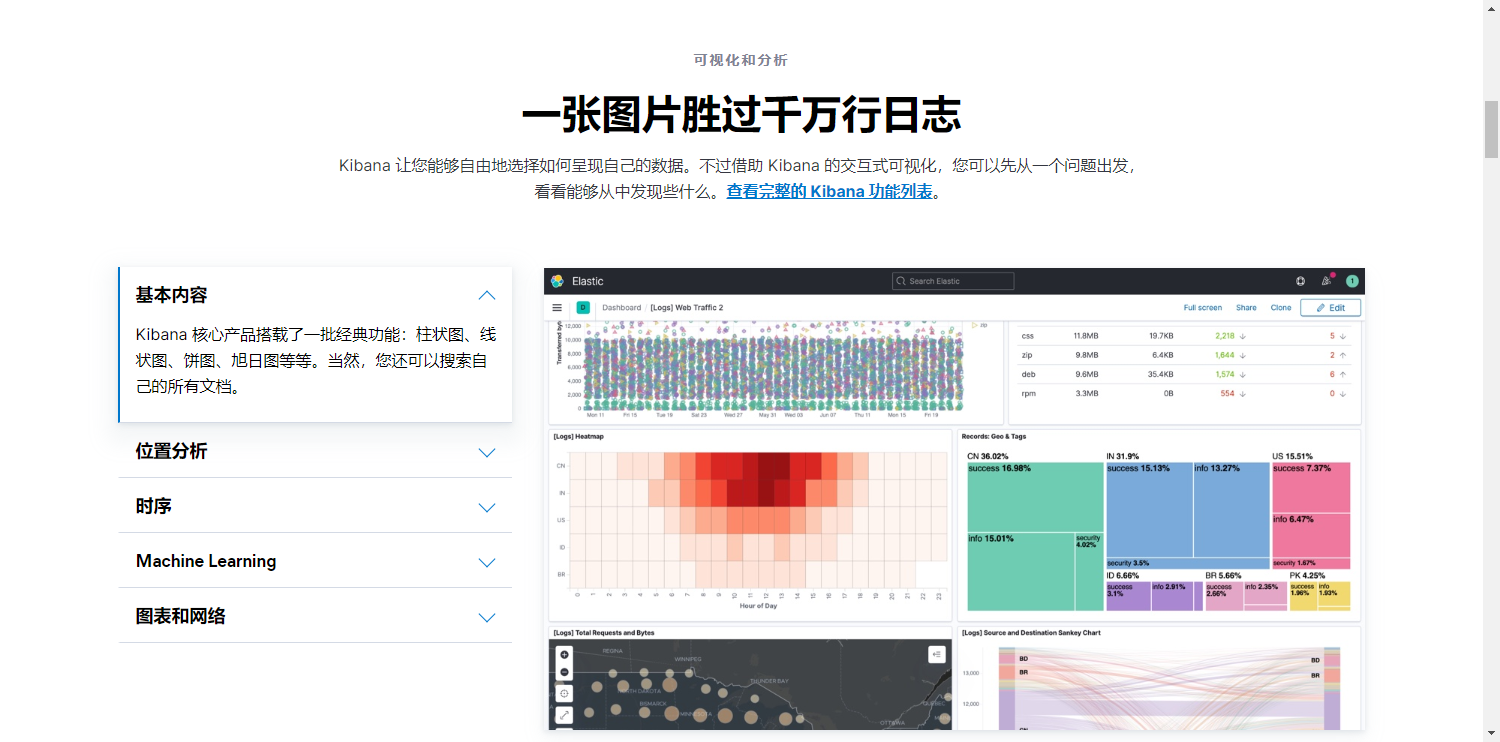 可视化和分析
一张图片胜过千万行日志
Kibana 让您能够自由地选择如何呈现自己的数据。不过借助 Kibana 的交互式可视化，您可以先从一个问题出发，
看看能够从中发现些什么。查看完整的 Kibana 功能列表。
基本内容
Kibana 核心产品搭载了一批经典功能：柱状图、线
状图、饼图、旭日图等等。当然，您还可以搜索自
己的所有文档。
位置分析
时序
Machine Learning
图表和网络
Elastic
Search Elastic
1
D Dashboard / [Logs] Web Traffic 2
Full screen Share Clone Edit
12,000
10,000
8,000
6,000
4,000
2,000
0
Mon 11 Fri 15 Tue 19 Sat 23 Wed 27 May 31 Wed 03 Jun 07 Thu 11 Mon 15 Fri 19
zip
css 11.8MB 19.7KB 2,218 5
zip 9.8MB 6.4KB 1,644 2
deb 9.6MB 35.4KB 1,574 6
rpm 3.3MB 0B 554 0
[Logs] Heatmap
CN
IN
US
ID
BR
0 1 2 3 4 5 6 7 8 9 10 11 12 13 14 15 16 17 18 19 20 21 22 23
Hour of Day
Records: Geo & Tags
CN 36.02% IN 31.9% US 15.51%
success 16.98% success 15.13% info 13.27% success 7.37%
info 6.47%
info 15.01% security 4.02%
security 3.5% security 1.67%
ID 6.66% BR 5.66% PK 4.25%
success 3.1% info 2.91% success 2.66% info 2.35% success 1.96% info 1.93%
[Logs] Total Requests and Bytes
REGINA
WINNIPEG
THUNDER BAY
NORTH DAKOTA
BISMARCK
MINNESOTA
OTTAWA
QUEBEC
[Logs] Source and Destination Sankey Chart
BD BD
BR BR
13,000
12,000